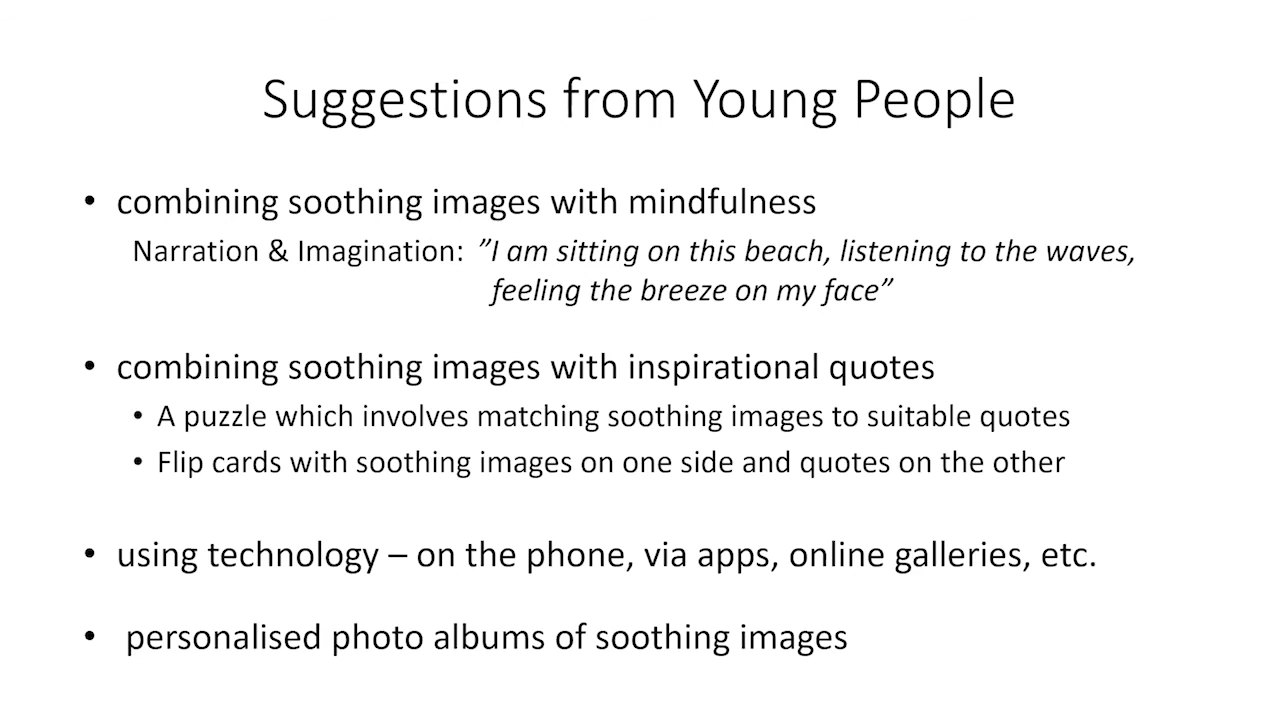 Suggestions from Young People
• combining soothing images with mindfulness
Narration & Imagination: ”I am sitting on this beach, listening to the waves,
feeling the breeze on my face”
• combining soothing images with inspirational quotes
• A puzzle which involves matching soothing images to suitable quotes
• Flip cards with soothing images on one side and quotes on the other
• using technology – on the phone, via apps, online galleries, etc.
• personalised photo albums of soothing images